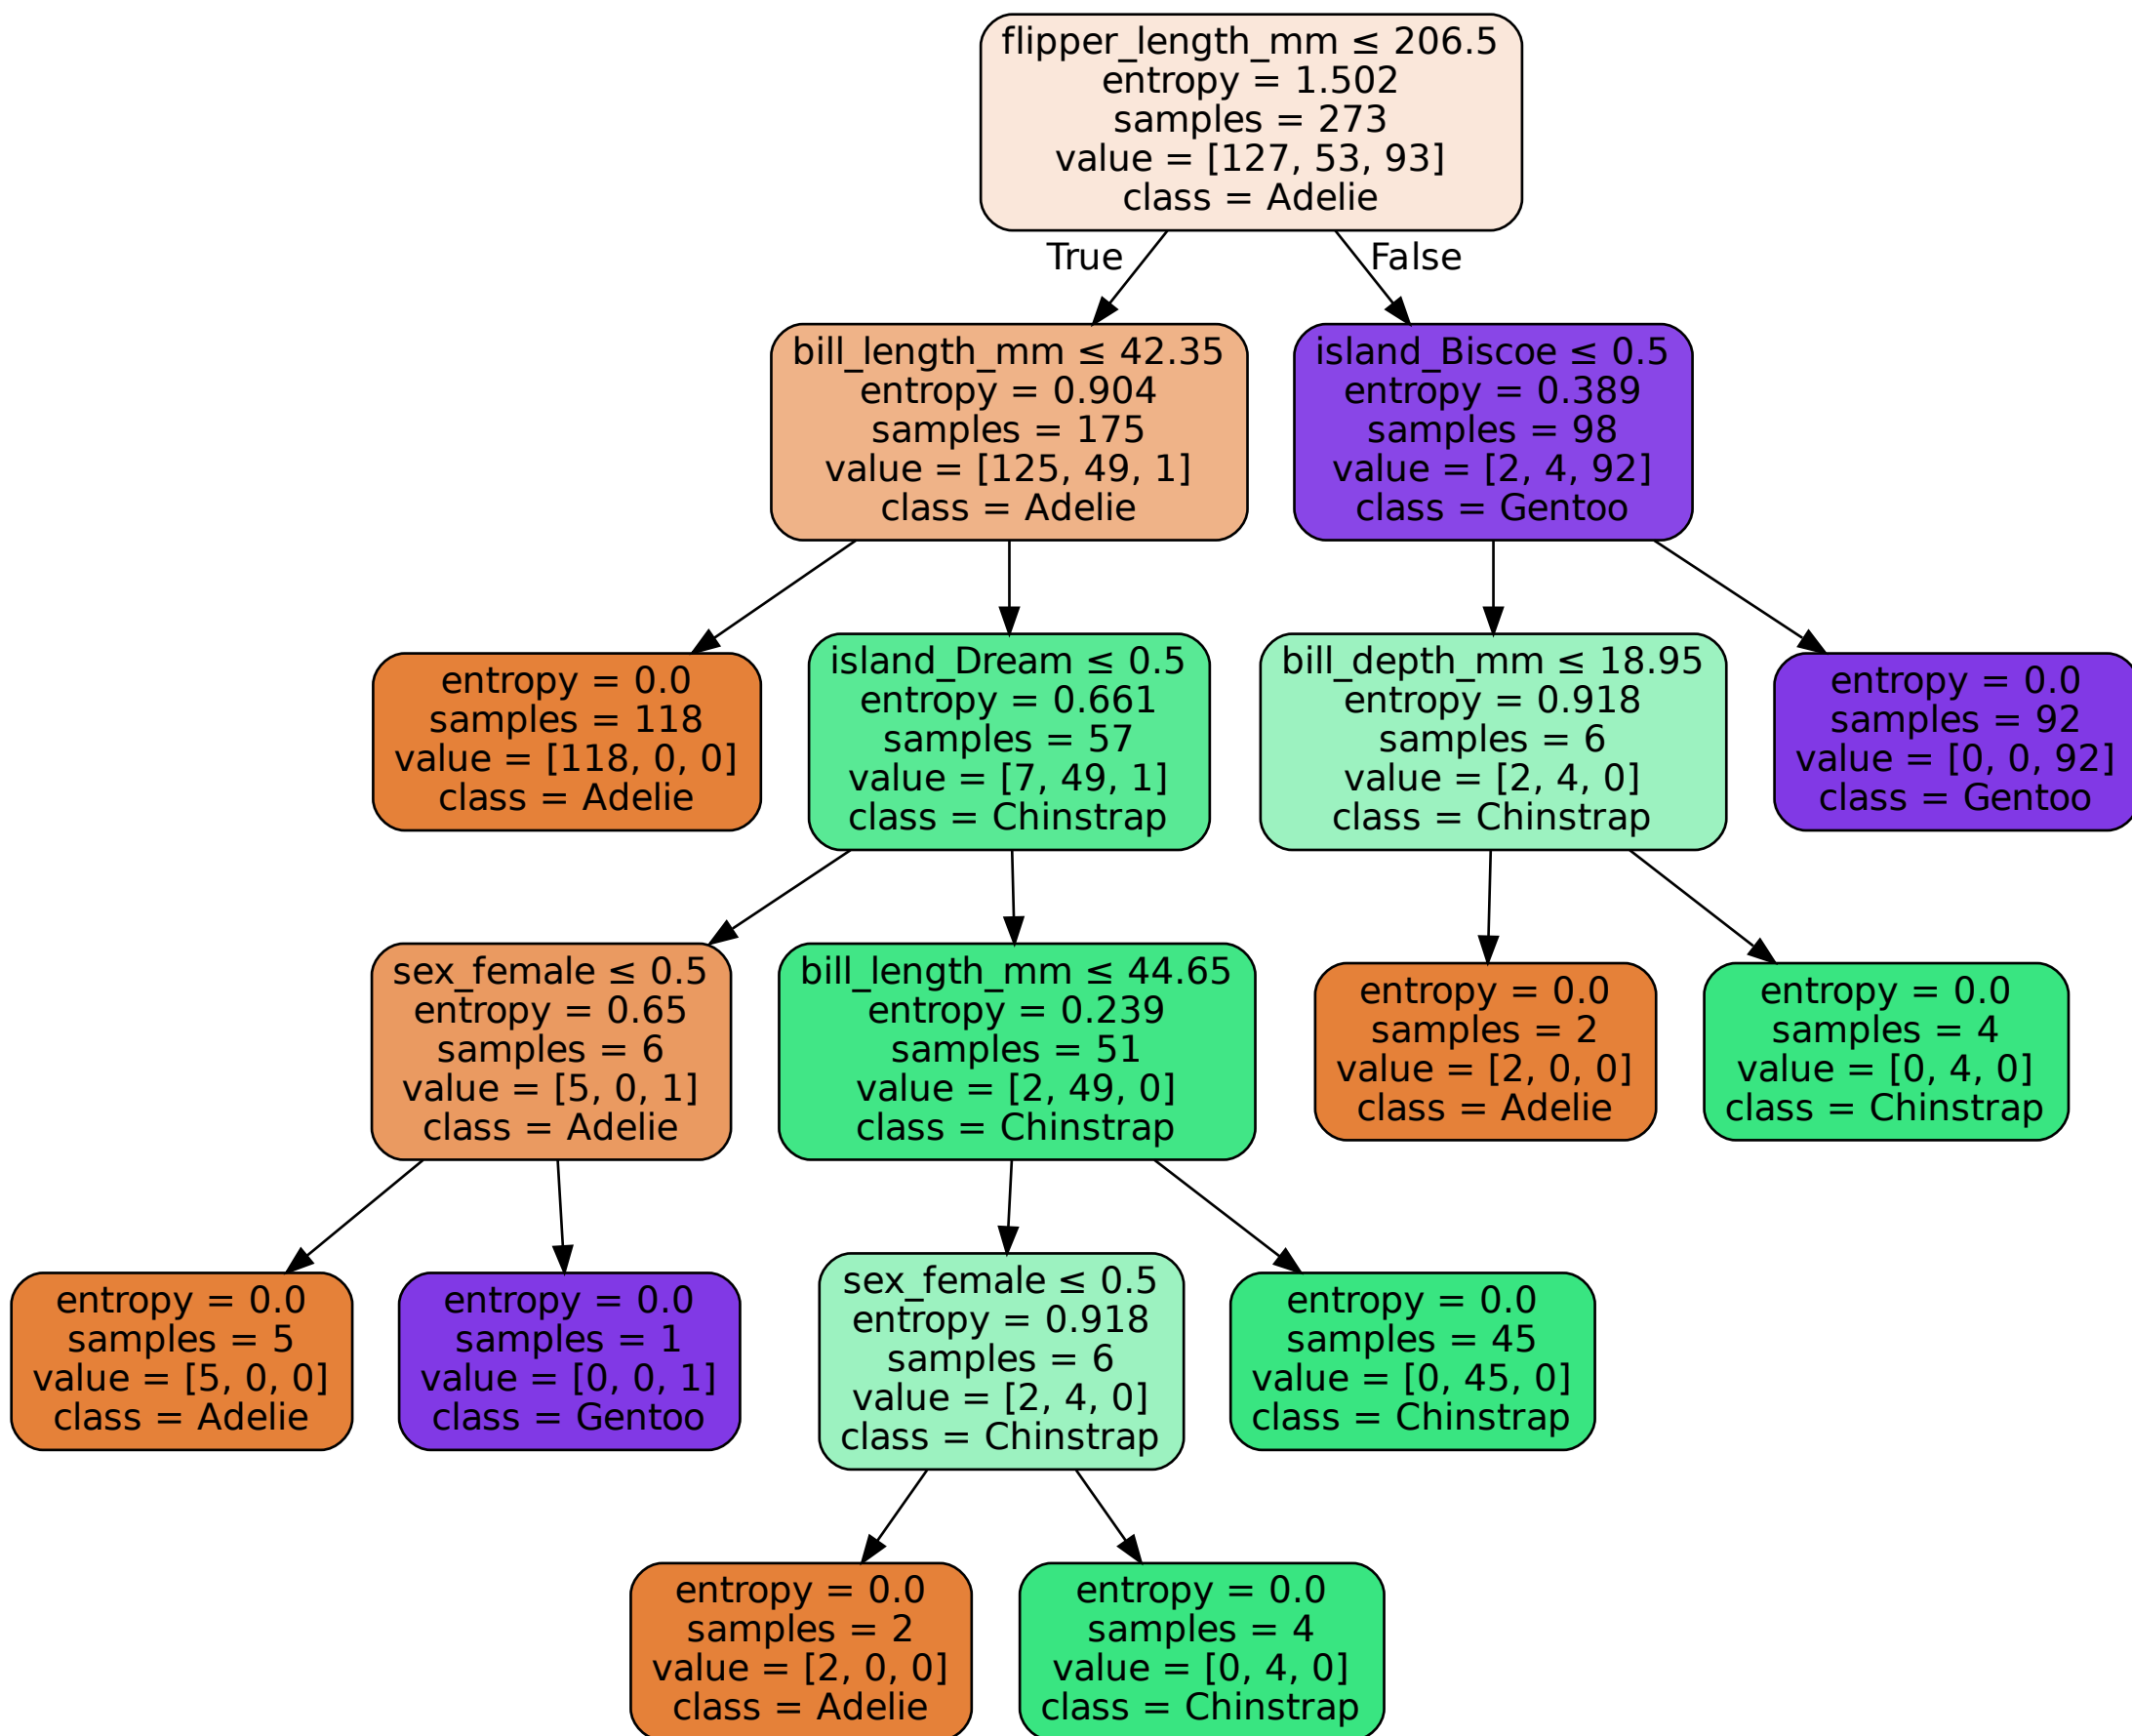 flipper_length_mm ≤ 206.5
entropy = 1.502
samples = 273
value = [127, 53, 93]
class = Adelie
True
False
bill_length_mm ≤ 42.35
entropy = 0.904
samples = 175
value = [125, 49, 1]
class = Adelie
island_Biscoe ≤ 0.5
entropy = 0.389
samples = 98
value = [2, 4, 92]
class = Gentoo
entropy = 0.0
samples = 118
value = [118, 0, 0]
class = Adelie
island_Dream ≤ 0.5
entropy = 0.661
samples = 57
value = [7, 49, 1]
class = Chinstrap
bill_depth_mm ≤ 18.95
entropy = 0.918
samples = 6
value = [2, 4, 0]
class = Chinstrap
entropy = 0.0
samples = 92
value = [0, 0, 92]
class = Gentoo
sex_female ≤ 0.5
entropy = 0.65
samples = 6
value = [5, 0, 1]
class = Adelie
bill_length_mm ≤ 44.65
entropy = 0.239
samples = 51
value = [2, 49, 0]
class = Chinstrap
entropy = 0.0
samples = 2
value = [2, 0, 0]
class = Adelie
entropy = 0.0
samples = 4
value = [0, 4, 0]
class = Chinstrap
entropy = 0.0
samples = 5
value = [5, 0, 0]
class = Adelie
entropy = 0.0
samples = 1
value = [0, 0, 1]
class = Gentoo
sex_female ≤ 0.5
entropy = 0.918
samples = 6
value = [2, 4, 0]
class = Chinstrap
entropy = 0.0
samples = 45
value = [0, 45, 0]
class = Chinstrap
entropy = 0.0
samples = 2
value = [2, 0, 0]
class = Adelie
entropy = 0.0
samples = 4
value = [0, 4, 0]
class = Chinstrap